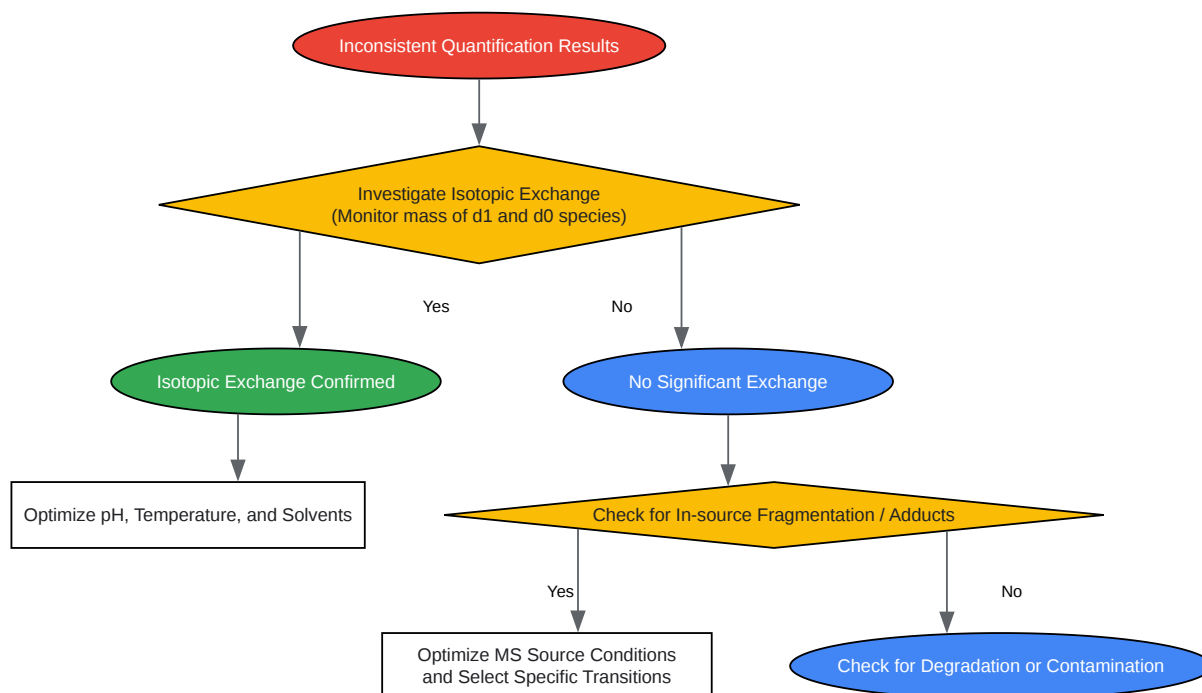 Inconsistent Quantification Results
Investigate Isotopic Exchange
(Monitor mass of d1 and d0 species)
Yes
No
Isotopic Exchange Confirmed
No Significant Exchange
Optimize pH, Temperature, and Solvents
Check for In-source Fragmentation / Adducts
Yes
No
Optimize MS Source Conditions
and Select Specific Transitions
Check for Degradation or Contamination